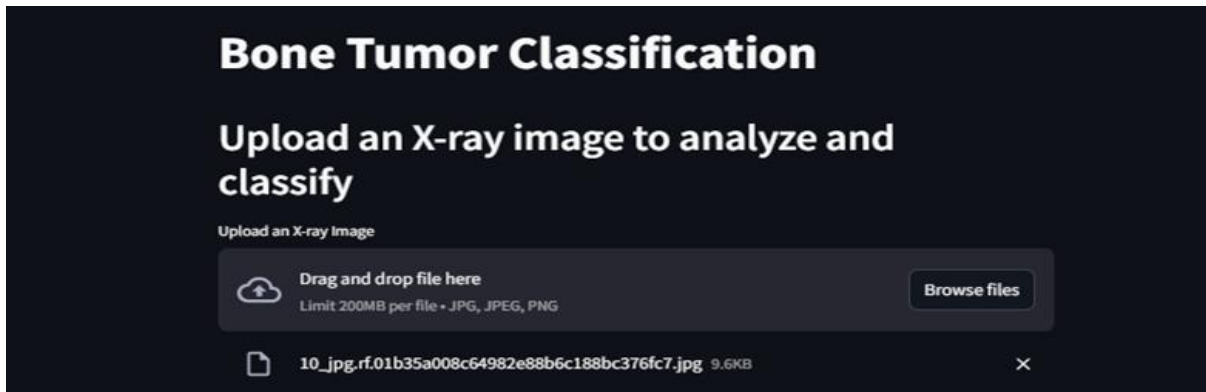 Bone Tumor Classification
Upload an X-ray image to analyze and
classify
Upload an X-ray Image
Drag and drop file here
Limit 200MB per file • JPG, JPEG, PNG
Browse files
10_jpg.rf.01b35a008c64982e88b6c188bc376fc7.jpg 9.6KB